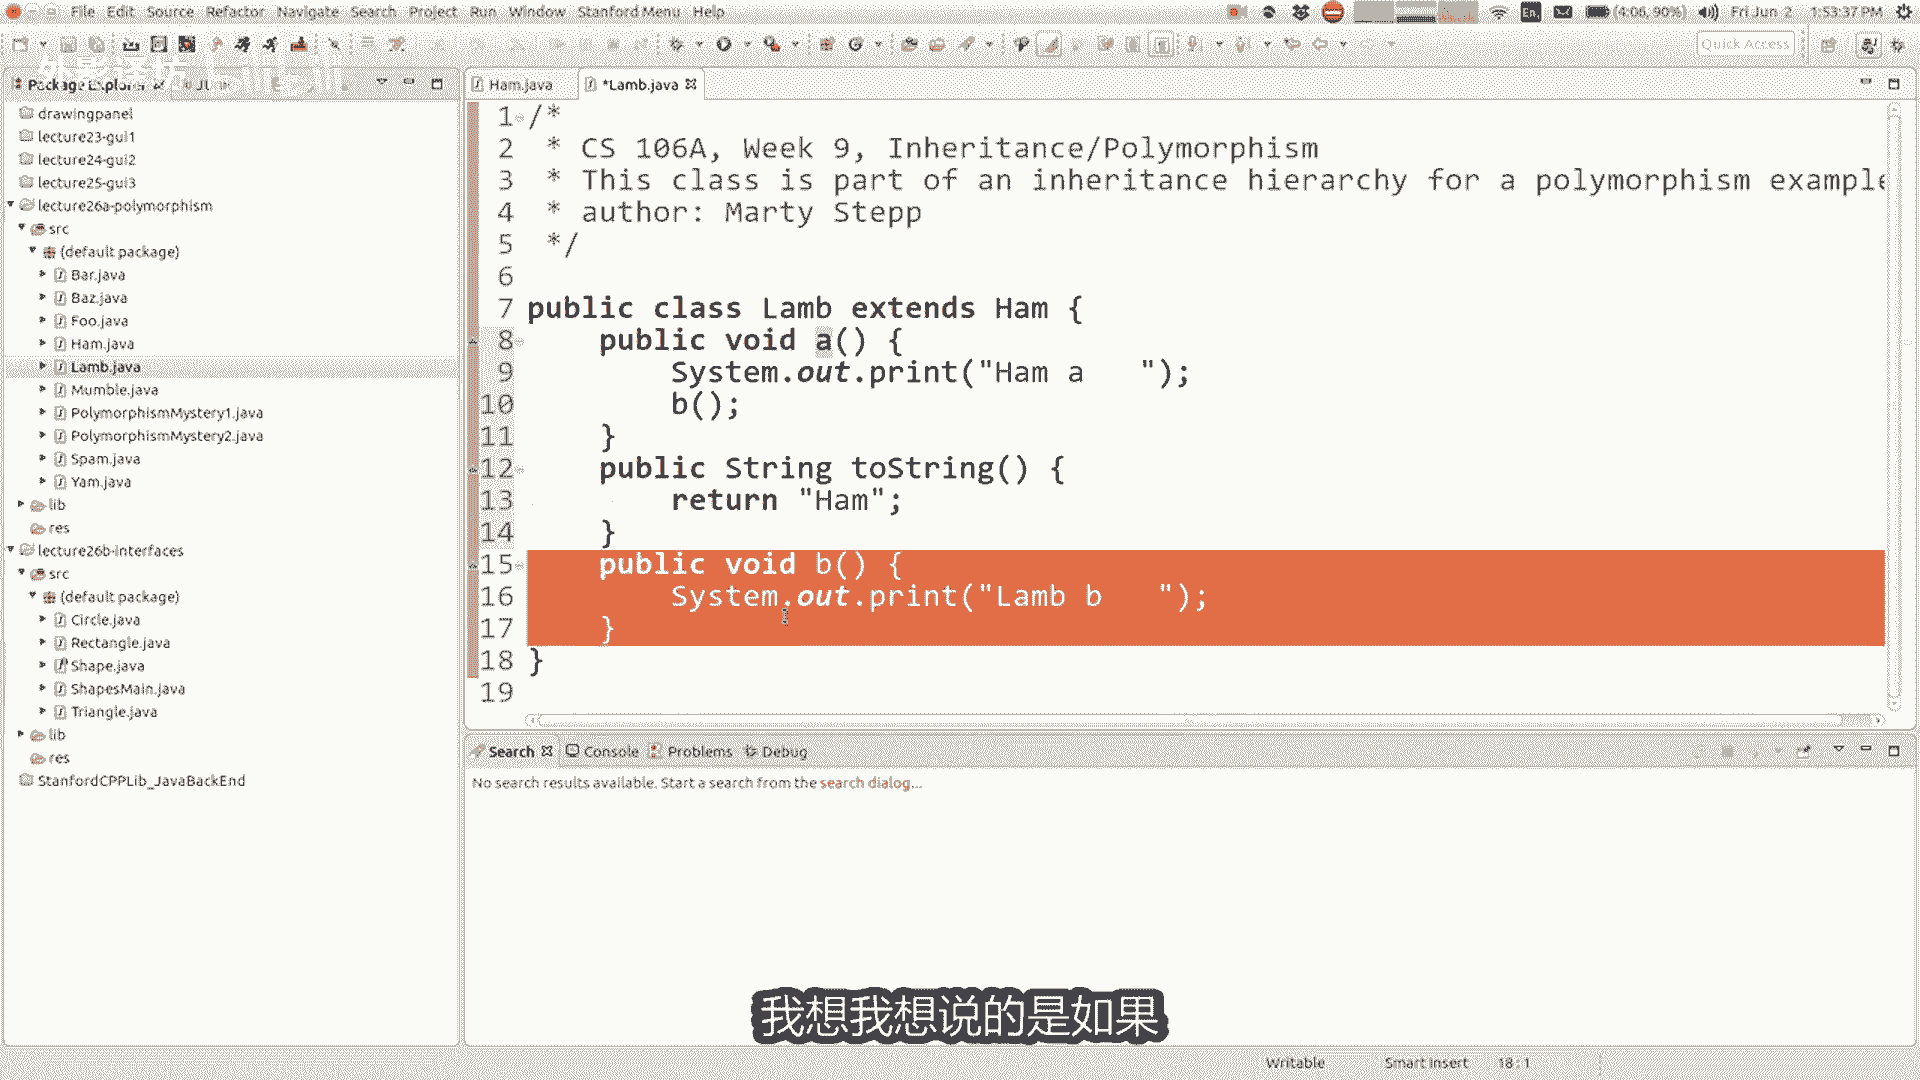 File Edit Source Refactor Navigate Search Project Run Window Stanford Menu Help
En
(4:06, 90%)
Fri Jun 2 1:53:37 PM
Quick Access
Package Explorer
Ham.java
*Lamb.java
drawingpanel
lecture23-gui1
lecture24-gui2
lecture25-gui3
lecture26a-polymorphism
src
(default package)
Bar.java
Baz.java
Foo.java
Ham.java
Lamb.java
Mumble.java
PolymorphismMystery1.java
PolymorphismMystery2.java
Spam.java
Yam.java
lib
res
lecture26b-interfaces
src
(default package)
Circle.java
Rectangle.java
Shape.java
ShapesMain.java
Triangle.java
lib
res
StanfordCPPLib_JavaBackEnd
1 /*
2 * CS 106A, Week 9, Inheritance/Polymorphism
3 * This class is part of an inheritance hierarchy for a polymorphism example
4 * author: Marty Stepp
5 */
6
7 public class Lamb extends Ham {
8 public void a() {
9 System.out.print("Ham a   ");
10 b();
11 }
12 public String toString() {
13 return "Ham";
14 }
15 public void b() {
16 System.out.print("Lamb b   ");
17 }
18 }
19
Search Console Problems Debug
No search results available. Start a search from the search dialog...
我想我想说的是如果
Writable Smart Insert 18 : 1